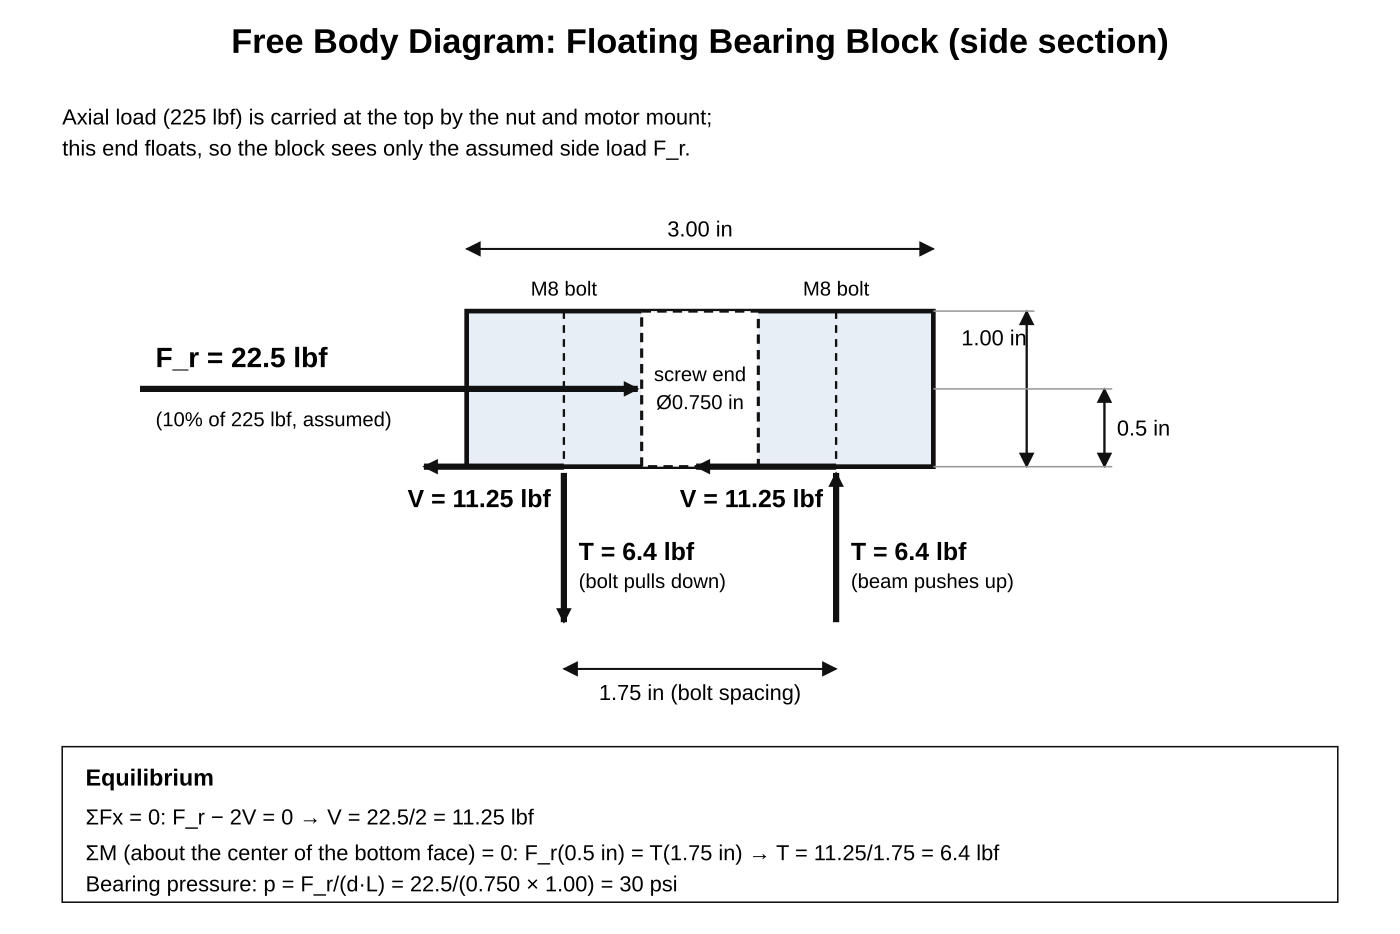 Free Body Diagram: Floating Bearing Block (side section)
Axial load (225 lbf) is carried at the top by the nut and motor mount;
this end floats, so the block sees only the assumed side load F_r.
3.00 in
M8 bolt
M8 bolt
1.00 in
F_r = 22.5 lbf
screw end
Ø0.750 in
(10% of 225 lbf, assumed)
0.5 in
V = 11.25 lbf
V = 11.25 lbf
T = 6.4 lbf
(bolt pulls down)
T = 6.4 lbf
(beam pushes up)
1.75 in (bolt spacing)
Equilibrium
ΣFx = 0: F_r − 2V = 0 → V = 22.5/2 = 11.25 lbf
ΣM (about the center of the bottom face) = 0: F_r(0.5 in) = T(1.75 in) → T = 11.25/1.75 = 6.4 lbf
Bearing pressure: p = F_r/(d·L) = 22.5/(0.750 × 1.00) = 30 psi